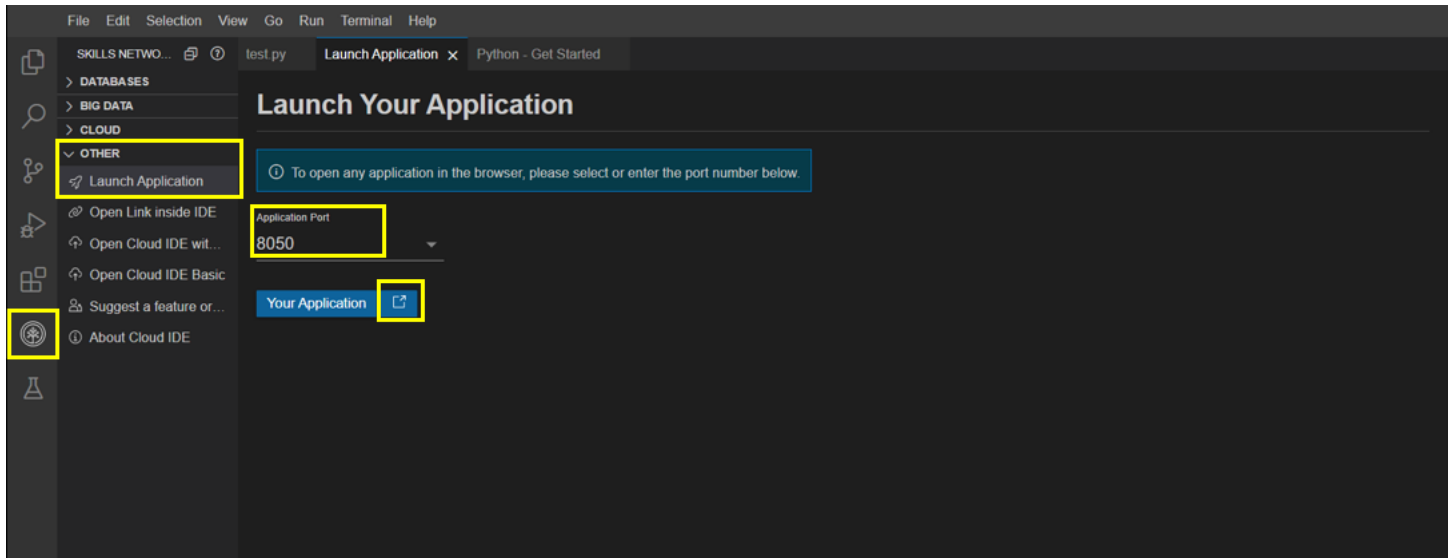 File Edit Selection View Go Run Terminal Help
SKILLS NETWO...
test.py Launch Application Python - Get Started
DATABASES
BIG DATA
CLOUD
OTHER
Launch Application
Open Link inside IDE
Open Cloud IDE wit...
Open Cloud IDE Basic
Suggest a feature or...
About Cloud IDE
Launch Your Application
To open any application in the browser, please select or enter the port number below.
Application Port
8050
Your Application